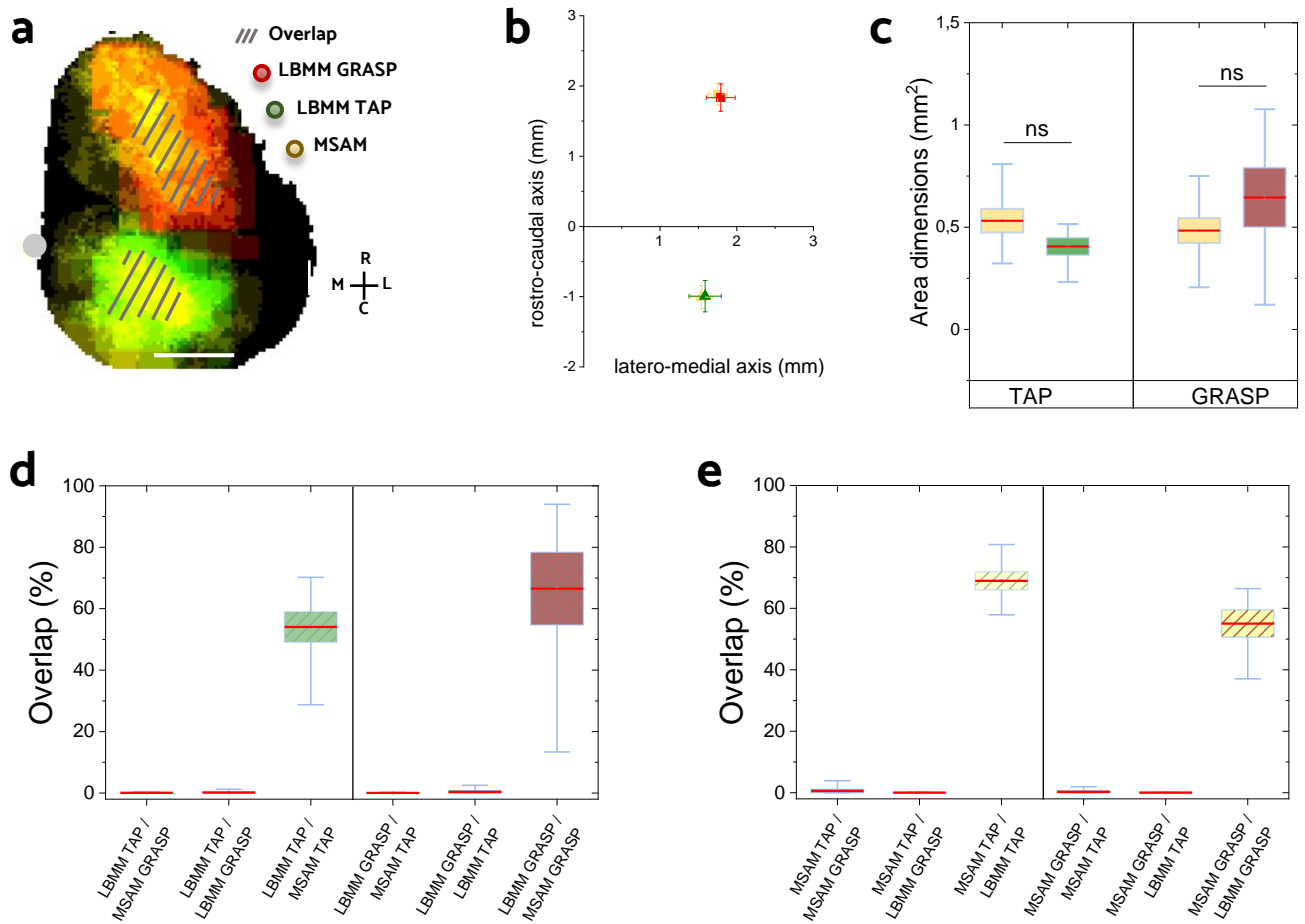 a
Overlap
LBMM GRASP
LBMM TAP
MSAM
R
M
L
C
b
3
2
1
0
-1
-2
1
2
3
rostro-caudal axis (mm)
latero-medial axis (mm)
c
1,5
1
0,5
0
Area dimensions (mm²)
ns
ns
TAP
GRASP
d
100
80
60
40
20
0
Overlap (%)
LBMM TAP /
MSAM GRASP
LBMM TAP /
LBMM GRASP
LBMM TAP /
MSAM TAP
LBMM GRASP /
MSAM TAP
LBMM GRASP /
LBMM TAP
LBMM GRASP /
MSAM GRASP
e
100
80
60
40
20
0
Overlap (%)
MSAM TAP /
MSAM GRASP
MSAM TAP /
LBMM GRASP
MSAM TAP /
LBMM TAP
MSAM GRASP /
MSAM TAP
MSAM GRASP /
LBMM TAP
MSAM GRASP /
LBMM GRASP